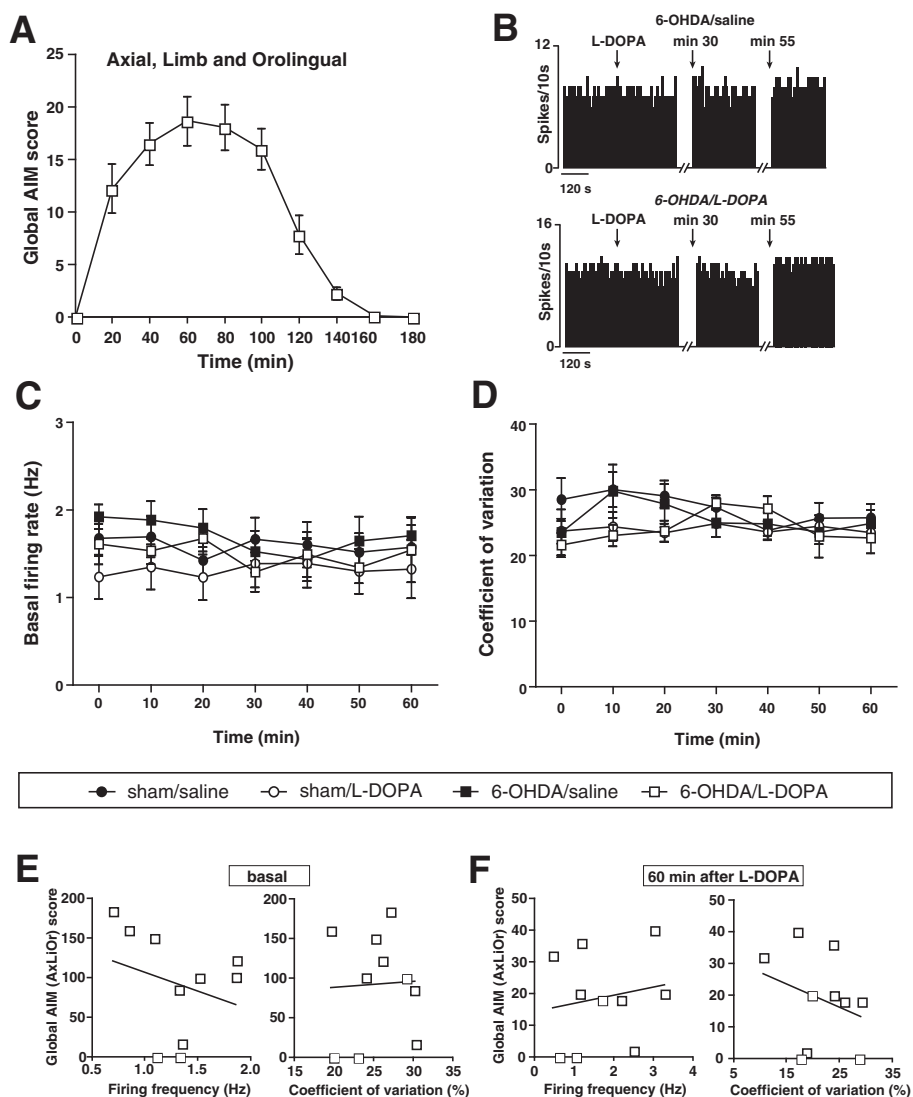 A
Axial, Limb and Orolingual
25
20
15
10
5
0
Global AIM score
0 20 40 60 80 100 120 140 160 180
Time (min)
B
6-OHDA/saline
L-DOPA min 30 min 55
12
0
Spikes/10s
120 s
6-OHDA/L-DOPA
L-DOPA min 30 min 55
16
0
Spikes/10s
120 s
C
3
2
1
0
Basal firing rate (Hz)
0 10 20 30 40 50 60
Time (min)
D
40
30
20
10
0
Coefficient of variation
0 10 20 30 40 50 60
Time (min)
sham/saline sham/L-DOPA 6-OHDA/saline 6-OHDA/L-DOPA
E
basal
Global AIM (AxLiOr) score
200
150
100
50
0
0.5 1.0 1.5 2.0
Firing frequency (Hz)
200
150
100
50
0
15 20 25 30 35
Coefficient of variation (%)
F
60 min after L-DOPA
Global AIM (AxLiOr) score
50
40
30
20
10
0
0 1 2 3 4
Firing frequency (Hz)
50
40
30
20
10
0
5 15 25 35
Coefficient of variation (%)